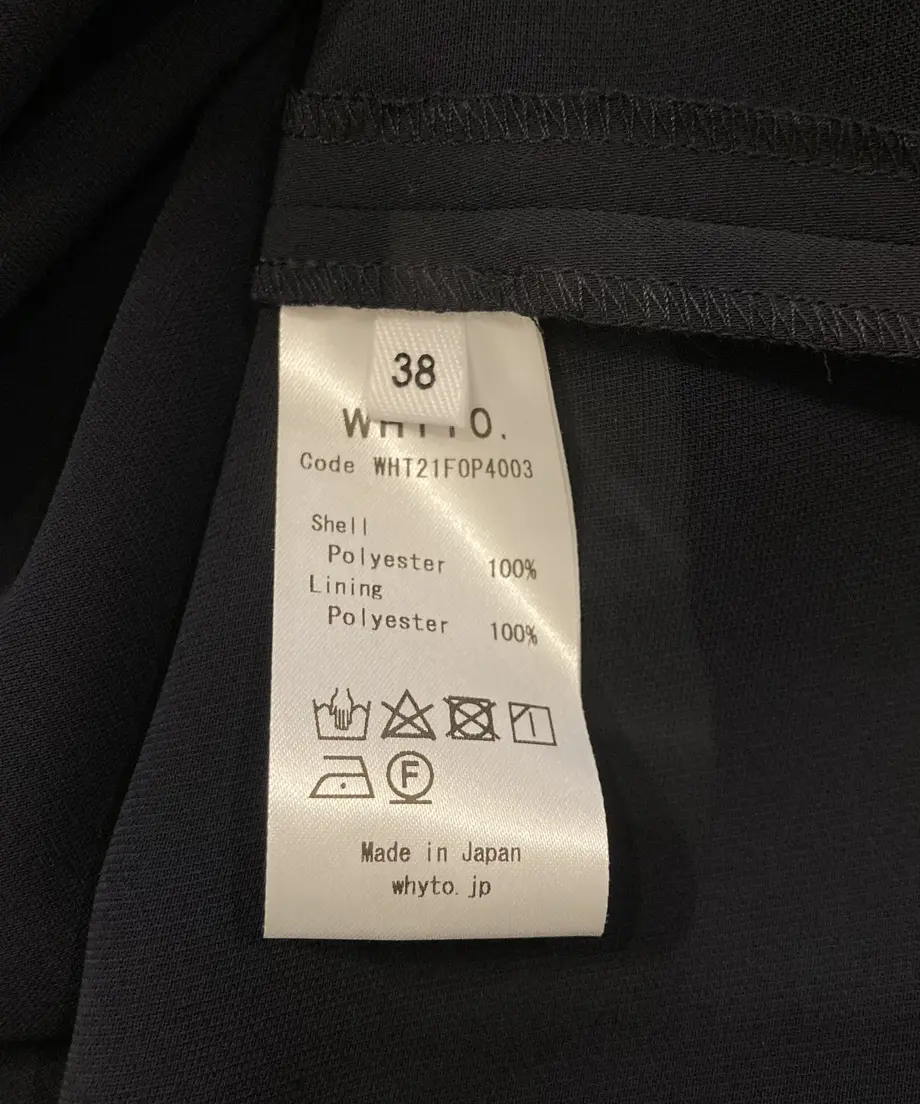 38
WHYTO.
Code WHT21FOP4003
Shell
Polyester 100%
Lining
Polyester 100%
F
Made in Japan
whyto.jp